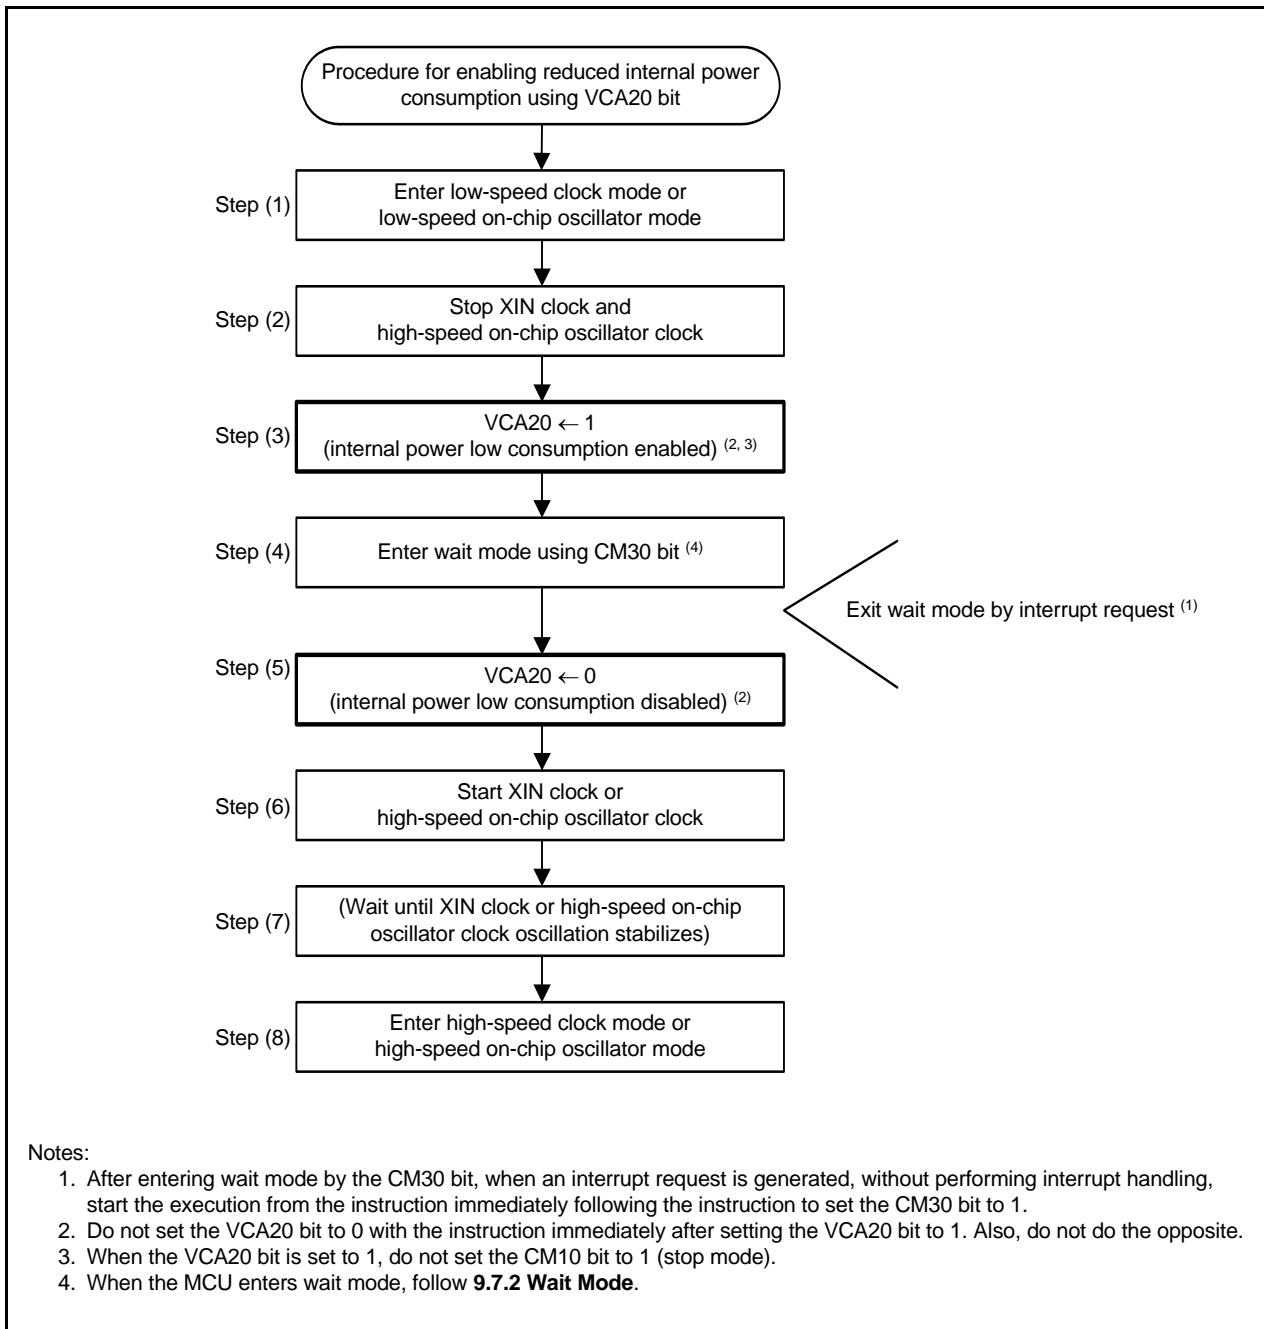 Procedure for enabling reduced internal power
consumption using VCA20 bit
Step (1)
Enter low-speed clock mode or
low-speed on-chip oscillator mode
Step (2)
Stop XIN clock and
high-speed on-chip oscillator clock
Step (3)
VCA20 ← 1
(internal power low consumption enabled) (2, 3)
Step (4)
Enter wait mode using CM30 bit (4)
Exit wait mode by interrupt request (1)
Step (5)
VCA20 ← 0
(internal power low consumption disabled) (2)
Step (6)
Start XIN clock or
high-speed on-chip oscillator clock
Step (7)
(Wait until XIN clock or high-speed on-chip
oscillator clock oscillation stabilizes)
Step (8)
Enter high-speed clock mode or
high-speed on-chip oscillator mode
Notes:
1. After entering wait mode by the CM30 bit, when an interrupt request is generated, without performing interrupt handling,
start the execution from the instruction immediately following the instruction to set the CM30 bit to 1.
2. Do not set the VCA20 bit to 0 with the instruction immediately after setting the VCA20 bit to 1. Also, do not do the opposite.
3. When the VCA20 bit is set to 1, do not set the CM10 bit to 1 (stop mode).
4. When the MCU enters wait mode, follow 9.7.2 Wait Mode.